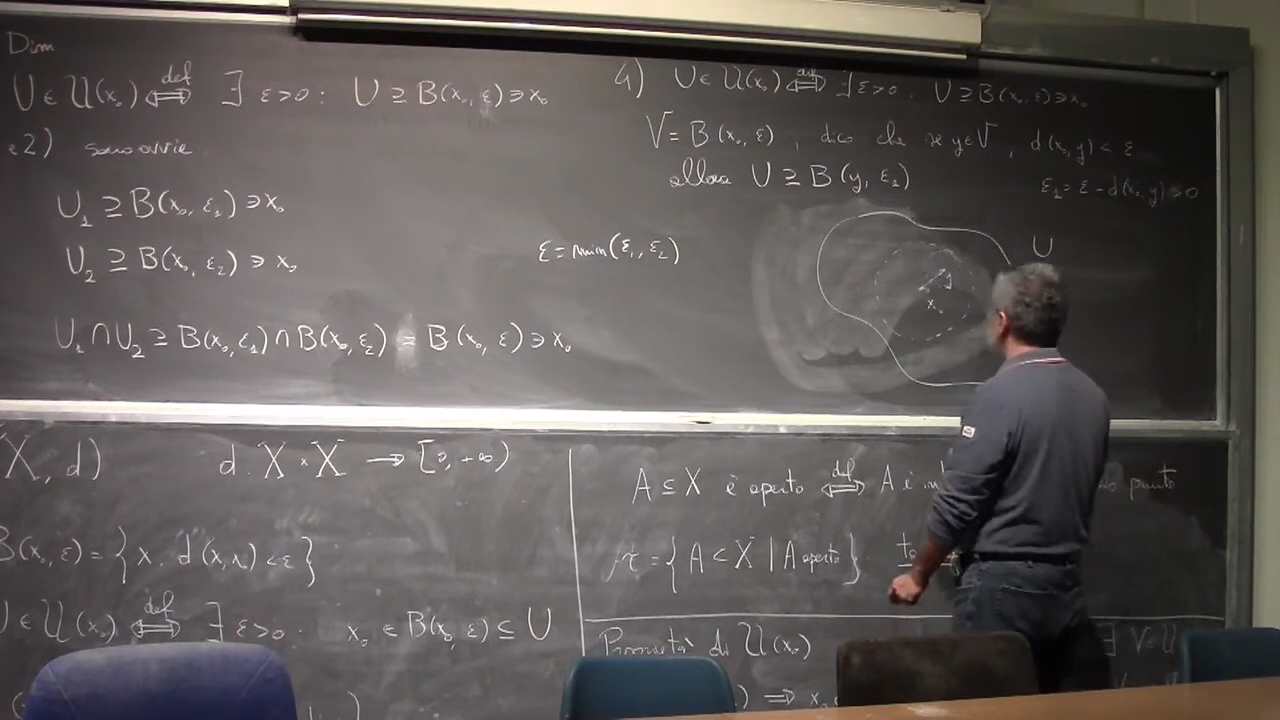 Dim
U ∈ 𝒰(x₀) ⇔def ∃ ε>0 : U ⊇ B(x₀, ε) ∋ x₀
e 2) sono ovvie
U₁ ⊇ B(x₀, ε₁) ∋ x₀
U₂ ⊇ B(x₀, ε₂) ∋ x₀
ε = min(ε₁, ε₂)
U₁ ∩ U₂ ⊇ B(x₀, ε₁) ∩ B(x₀, ε₂) = B(x₀, ε) ∋ x₀
4) U ∈ 𝒰(x₀) ⇔def ∃ ε>0. U ⊇ B(x₀, ε) ∋ x₀
V = B(x₀, ε), dico che se y∈V, d(x₀, y) < ε
allora U ⊇ B(y, ε₁)
ε₁ = ε - d(x₀, y) > 0
U
y
x₀
X, d) d. X × X → [0, +∞)
B(x₀, ε) = { x. d(x, x₀) < ε }
U ∈ 𝒰(x₀) ⇔def ∃ ε>0. x₀ ∈ B(x₀, ε) ⊆ U
A ⊆ X è aperto ⇔def A è punto
τ = { A ⊂ X | A aperto }
Proprietà di 𝒰(x₀) ∃ V∈
⇒ x₀